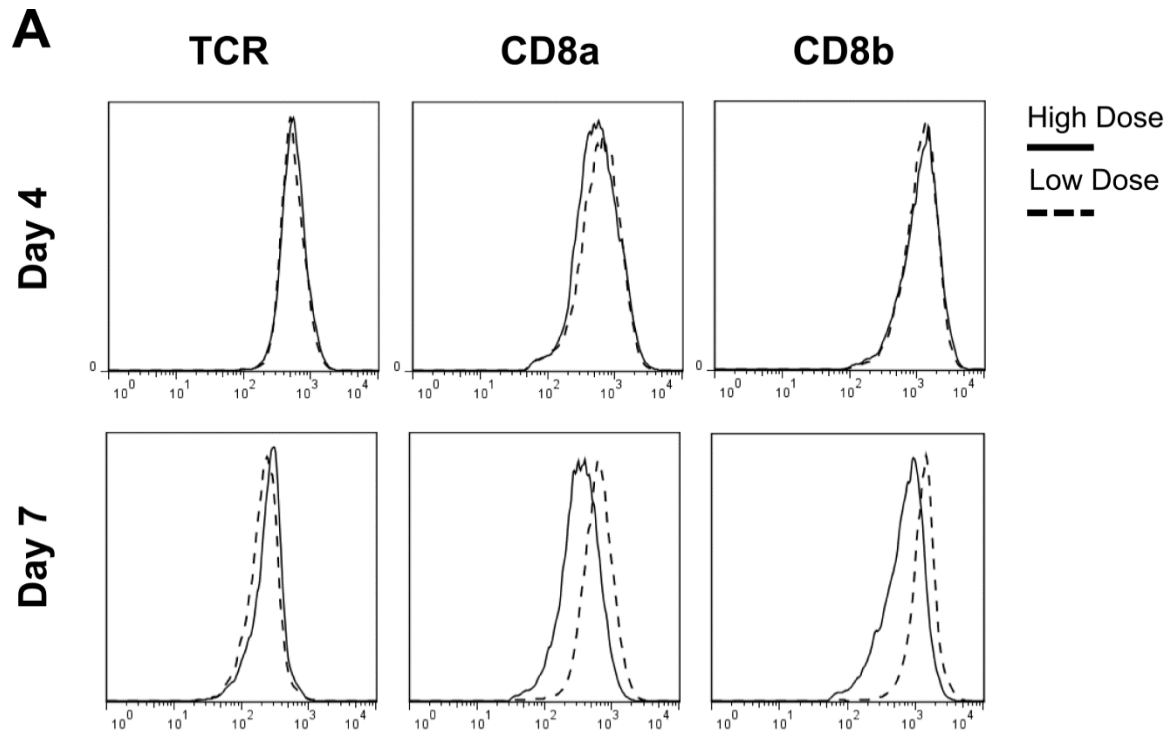 A
TCR CD8a CD8b
High Dose
Low Dose
Day 4
0 0 0
10⁰ 10¹ 10² 10³ 10⁴ 10⁰ 10¹ 10² 10³ 10⁴ 10⁰ 10¹ 10² 10³ 10⁴
Day 7
10⁰ 10¹ 10² 10³ 10⁴ 10⁰ 10¹ 10² 10³ 10⁴ 10⁰ 10¹ 10² 10³ 10⁴